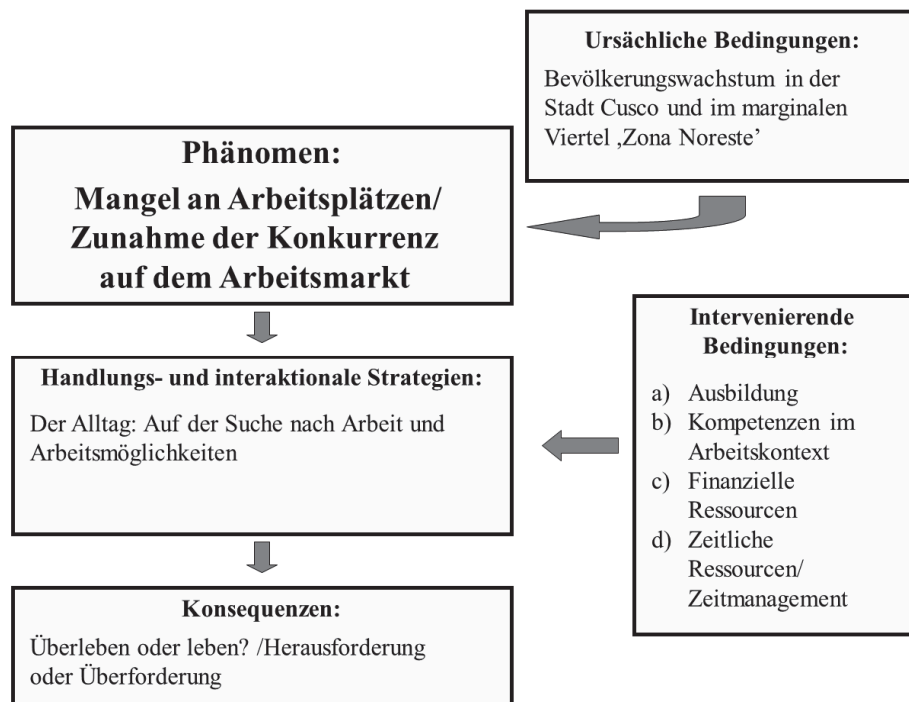 Ursächliche Bedingungen:
Bevölkerungswachstum in der
Stadt Cusco und im marginalen
Viertel ‚Zona Noreste’
Phänomen:
Mangel an Arbeitsplätzen/
Zunahme der Konkurrenz
auf dem Arbeitsmarkt
Intervenierende
Bedingungen:
a) Ausbildung
b) Kompetenzen im
Arbeitskontext
c) Finanzielle
Ressourcen
d) Zeitliche
Ressourcen/
Zeitmanagement
Handlungs- und interaktionale Strategien:
Der Alltag: Auf der Suche nach Arbeit und
Arbeitsmöglichkeiten
Konsequenzen:
Überleben oder leben? /Herausforderung
oder Überforderung